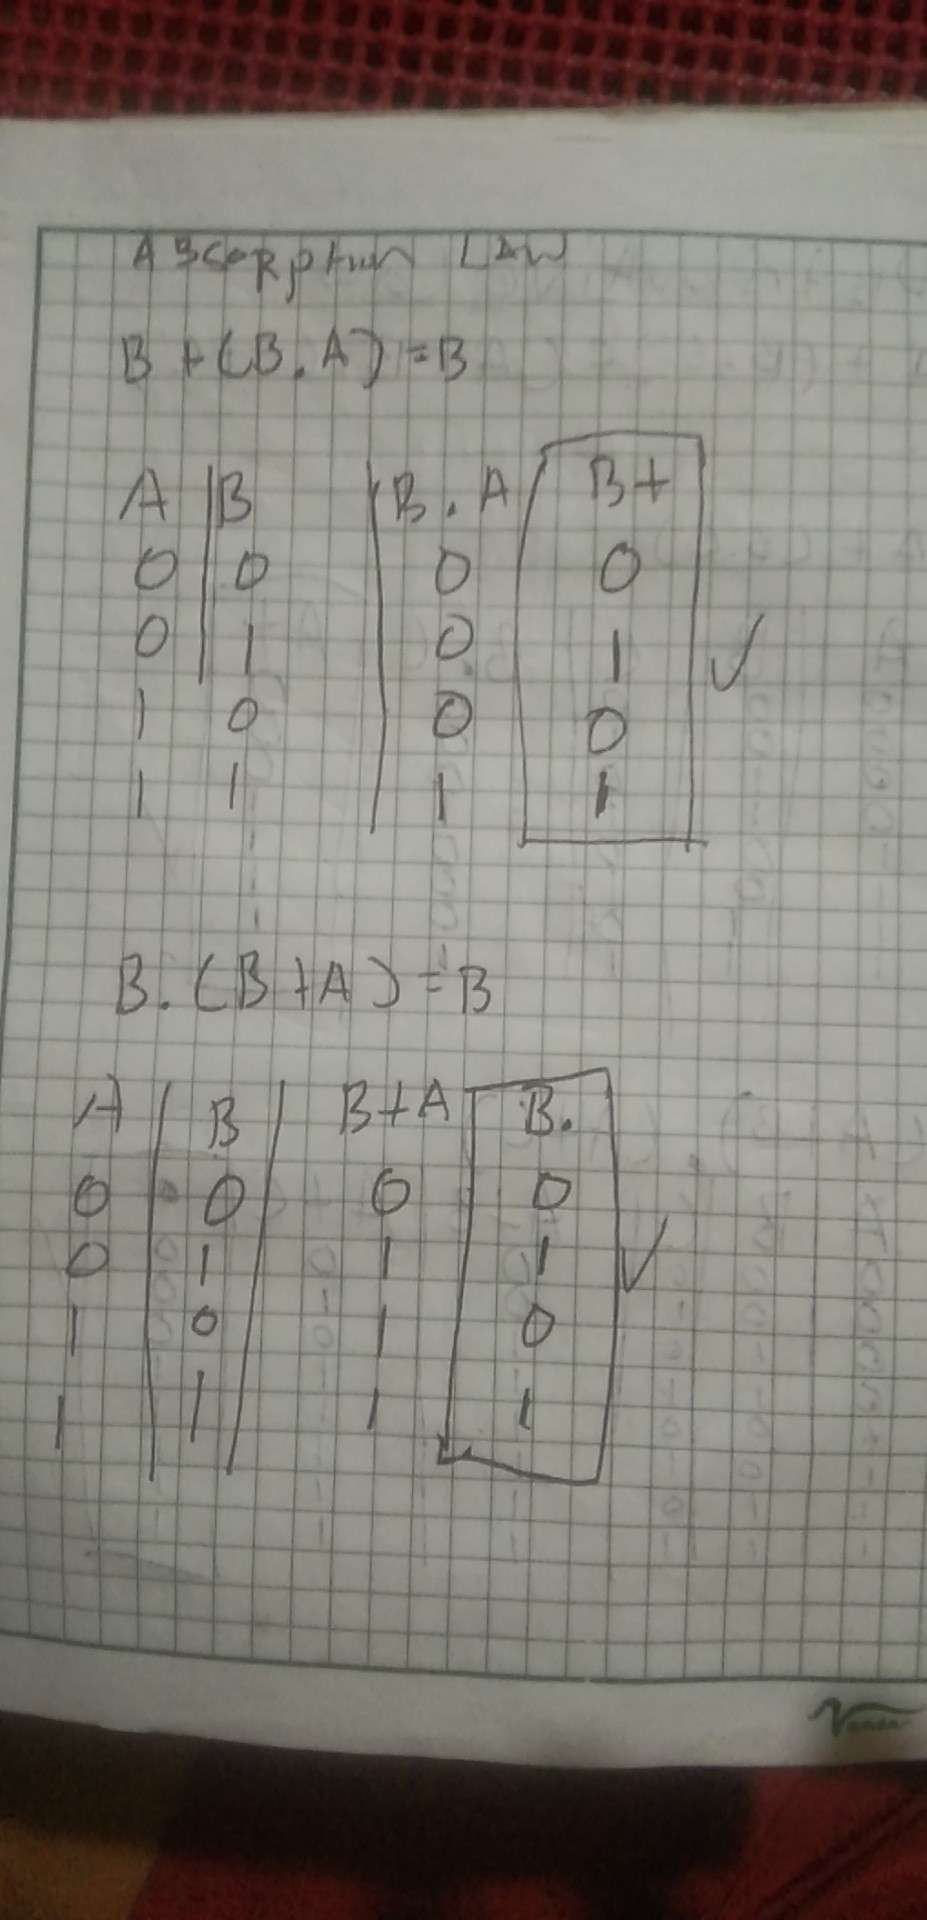 ABSORPtion LAW
B + (B . A) = B
A | B | B . A | B +
0 | 0 0 0
0 | 1 0 1 ✓
1 0 0 0
1 1 1 1
B . (B + A) = B
A | B | B + A | B .
0 0 0 0
0 1 1 1 ✓
1 0 1 0
1 1 1 1